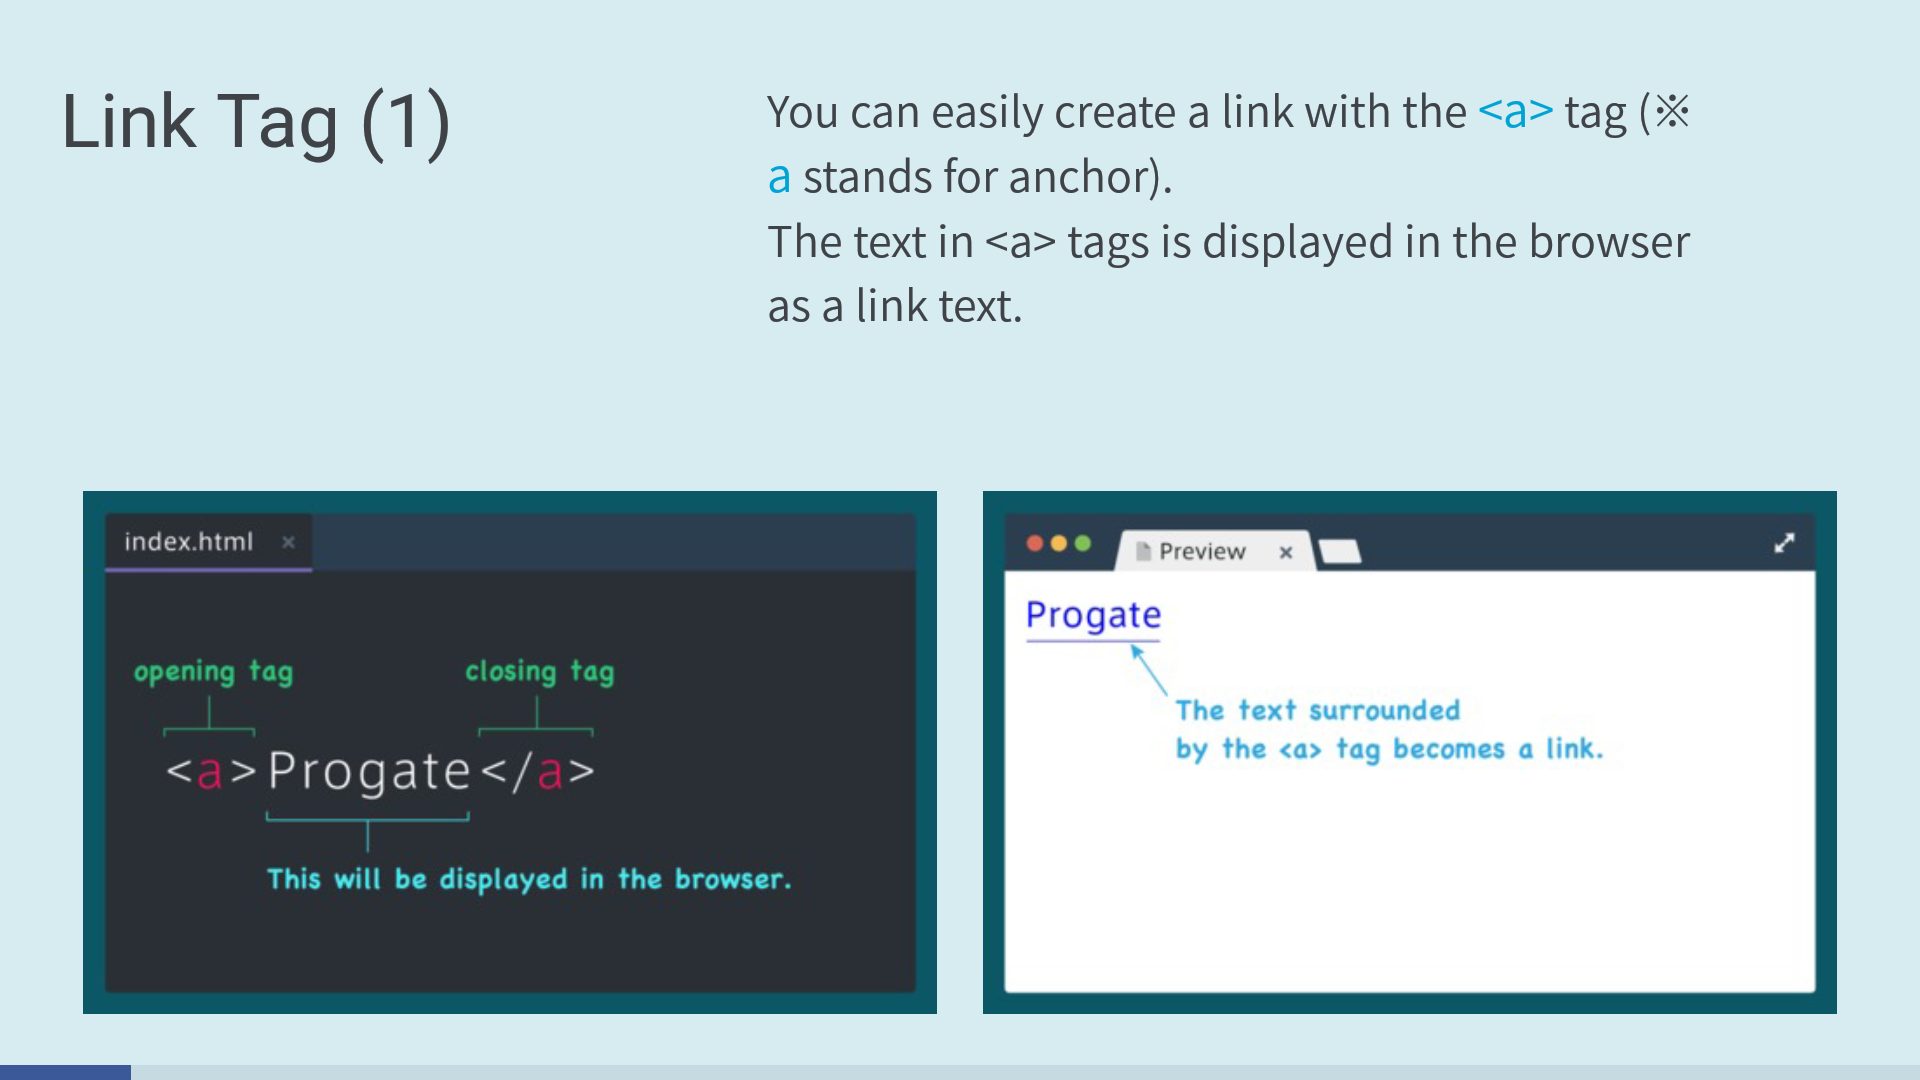 Link Tag (1)
You can easily create a link with the <a> tag (※
a stands for anchor).
The text in <a> tags is displayed in the browser
as a link text.
index.html ×
opening tag closing tag
<a>Progate</a>
This will be displayed in the browser.
Preview ×
Progate
The text surrounded
by the <a> tag becomes a link.